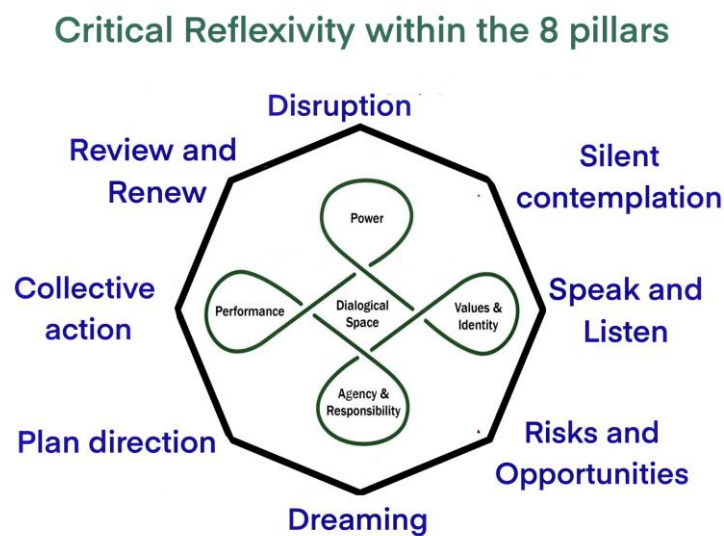 Critical Reflexivity within the 8 pillars
Disruption
Silent
contemplation
Speak and
Listen
Risks and
Opportunities
Dreaming
Plan direction
Collective
action
Review and
Renew
Power
Values &
Identity
Agency &
Responsibility
Performance
Dialogical
Space